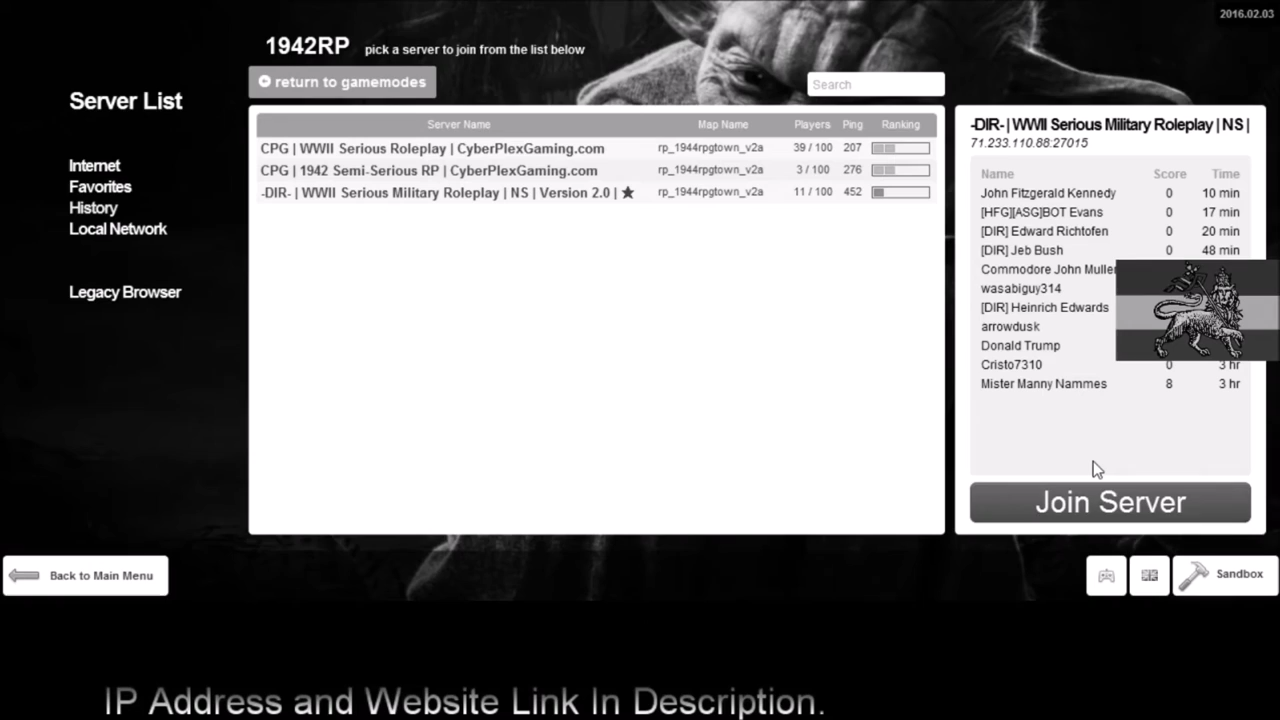 2016.02.03
1942RP pick a server to join from the list below
return to gamemodes
Search
Server List
Internet
Favorites
History
Local Network
Legacy Browser
Server Name Map Name Players Ping Ranking
CPG | WWII Serious Roleplay | CyberPlexGaming.com rp_1944rpgtown_v2a 39 / 100 207
CPG | 1942 Semi-Serious RP | CyberPlexGaming.com rp_1944rpgtown_v2a 3 / 100 276
-DIR- | WWII Serious Military Roleplay | NS | Version 2.0 | ★ rp_1944rpgtown_v2a 11 / 100 452
-DIR- | WWII Serious Military Roleplay | NS |
71.233.110.88:27015
Name Score Time
John Fitzgerald Kennedy 0 10 min
[HFG][ASG]BOT Evans 0 17 min
[DIR] Edward Richtofen 0 20 min
[DIR] Jeb Bush 0 48 min
Commodore John Muller
wasabiguy314
[DIR] Heinrich Edwards
arrowdusk
Donald Trump
Cristo7310 0 3 hr
Mister Manny Nammes 8 3 hr
Join Server
Back to Main Menu
Sandbox
IP Address and Website Link In Description.